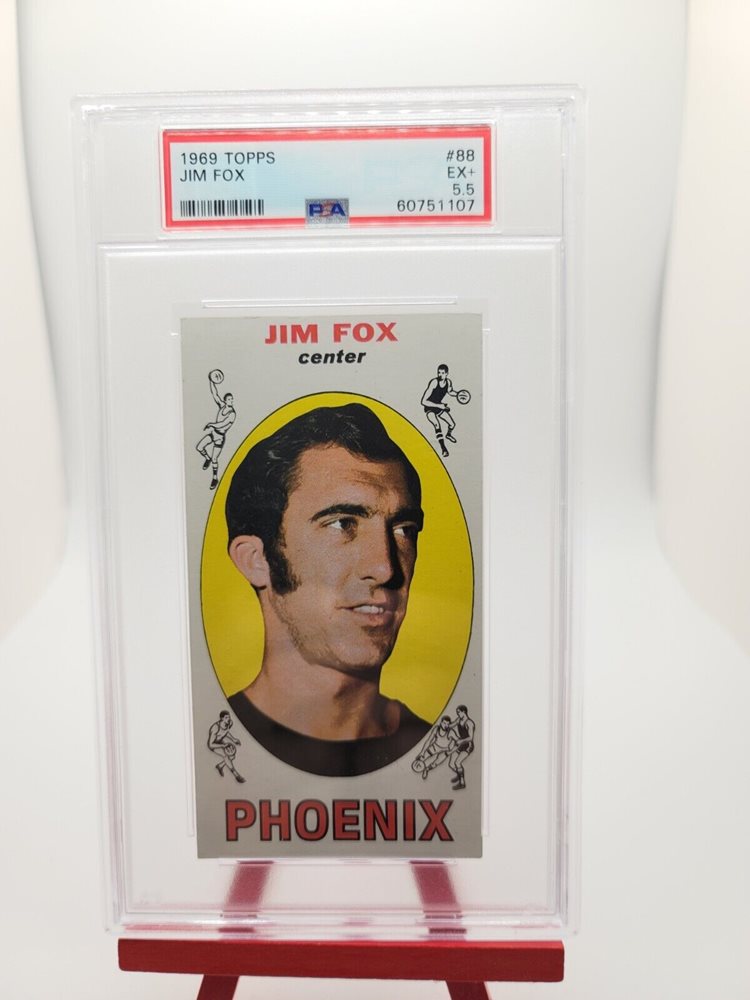 1969 TOPPS #88
JIM FOX EX+
5.5
PSA 60751107
JIM FOX
center
PHOENIX